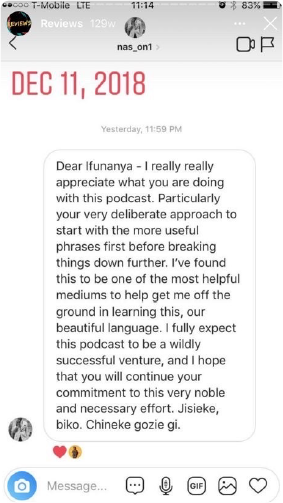 T-Mobile LTE 11:14 83%
Reviews 129w
nas_on1
DEC 11, 2018
Yesterday, 11:59 PM
Dear Ifunanya - I really really
appreciate what you are doing
with this podcast. Particularly
your very deliberate approach to
start with the more useful
phrases first before breaking
things down further. I've found
this to be one of the most helpful
mediums to help get me off the
ground in learning this, our
beautiful language. I fully expect
this podcast to be a wildly
successful venture, and I hope
that you will continue your
commitment to this very noble
and necessary effort. Jisieke,
biko. Chineke gozie gi.
Message...
GIF